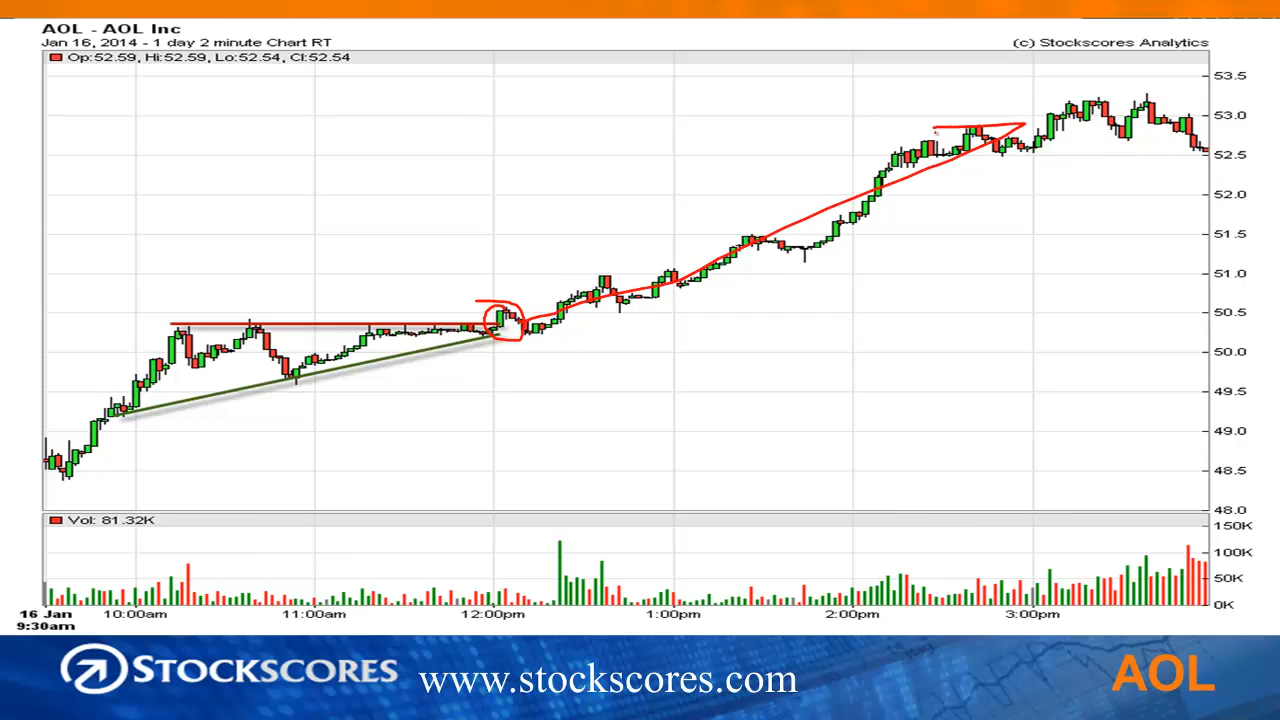 AOL - AOL Inc
Jan 16, 2014 - 1 day 2 minute Chart RT
(c) Stockscores Analytics
Op:52.59, Hi:52.59, Lo:52.54, Cl:52.54
53.5
53.0
52.5
52.0
51.5
51.0
50.5
50.0
49.5
49.0
48.5
48.0
Vol: 81.32K
150K
100K
50K
0K
16 Jan
9:30am
10:00am
11:00am
12:00pm
1:00pm
2:00pm
3:00pm
STOCKSCORES
www.stockscores.com
AOL